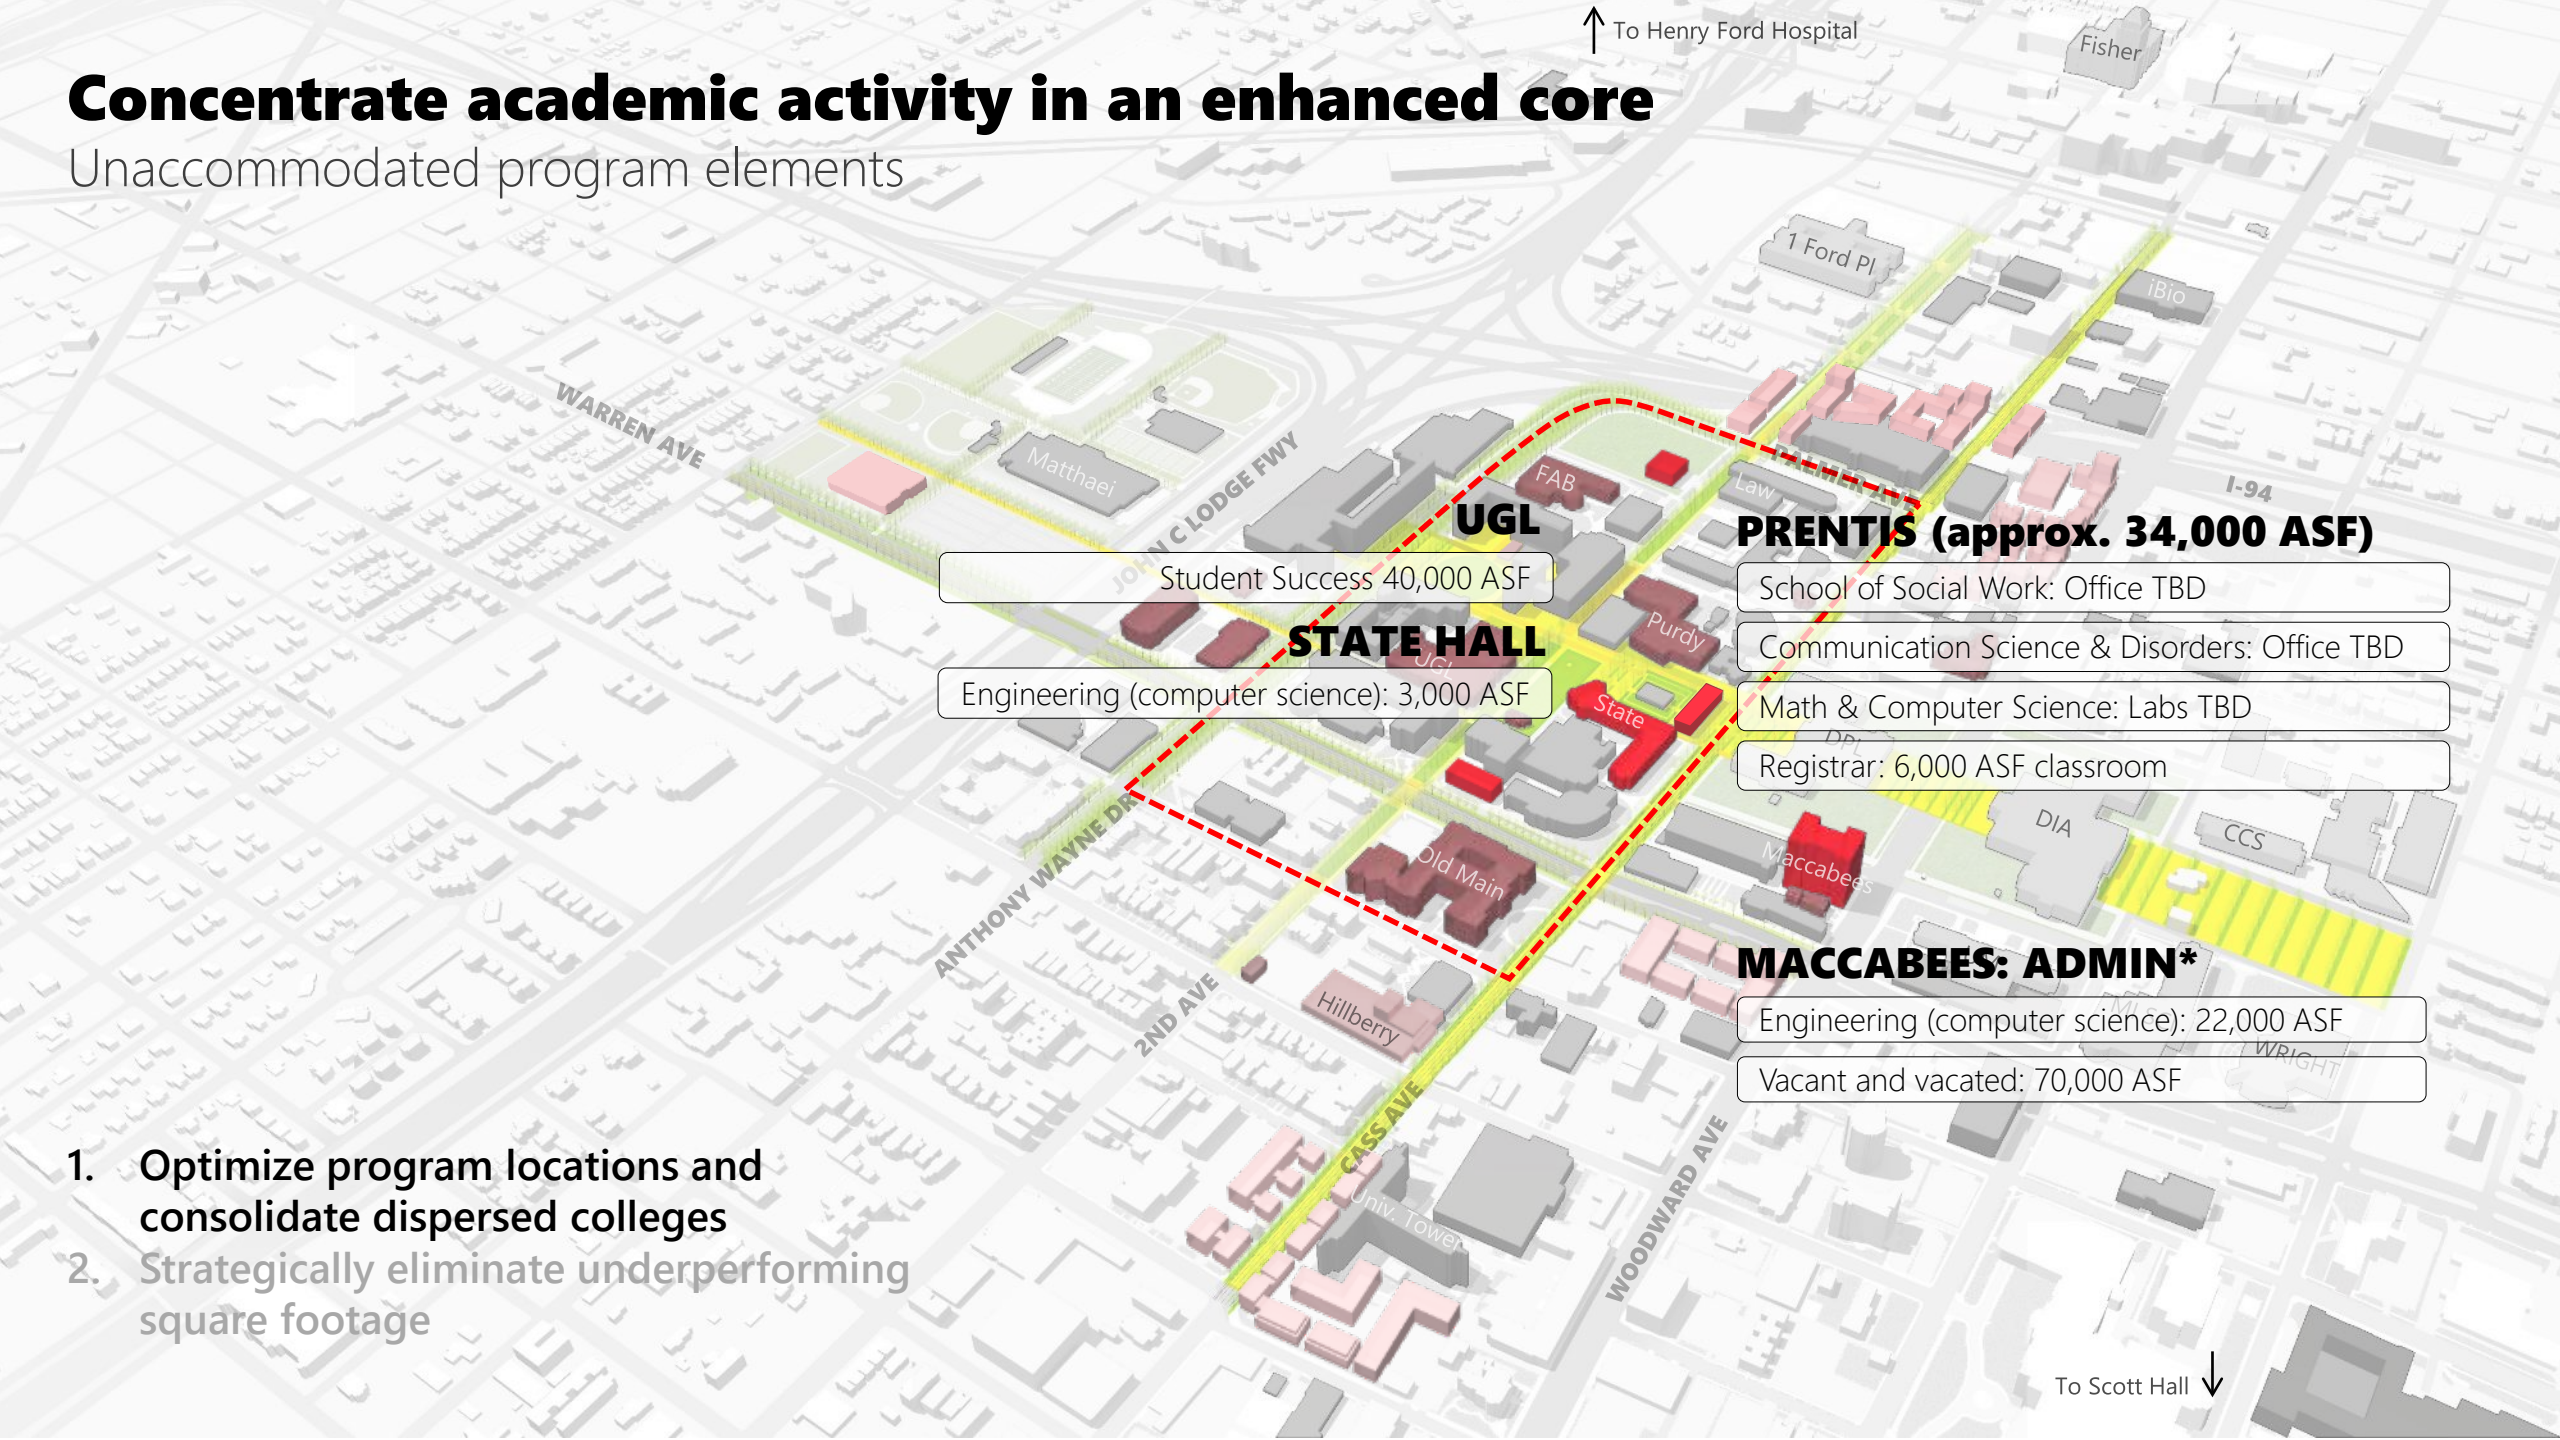 To Henry Ford Hospital
Fisher
Concentrate academic activity in an enhanced core
Unaccommodated program elements
1 Ford Pl
iBio
WARREN AVE
Matthaei
JOHN C LODGE FWY
FAB
Law
PALMER AVE
I-94
UGL
Student Success 40,000 ASF
PRENTIS (approx. 34,000 ASF)
School of Social Work: Office TBD
Communication Science & Disorders: Office TBD
Math & Computer Science: Labs TBD
Registrar: 6,000 ASF classroom
Purdy
STATE HALL
UGL
Engineering (computer science): 3,000 ASF
State
DPL
DIA
CCS
Maccabees
Old Main
ANTHONY WAYNE DR
2ND AVE
Hillberry
MACCABEES: ADMIN*
Engineering (computer science): 22,000 ASF
WRIGHT
Vacant and vacated: 70,000 ASF
CASS AVE
Univ. Tower
WOODWARD AVE
1. Optimize program locations and
consolidate dispersed colleges
2. Strategically eliminate underperforming
square footage
To Scott Hall